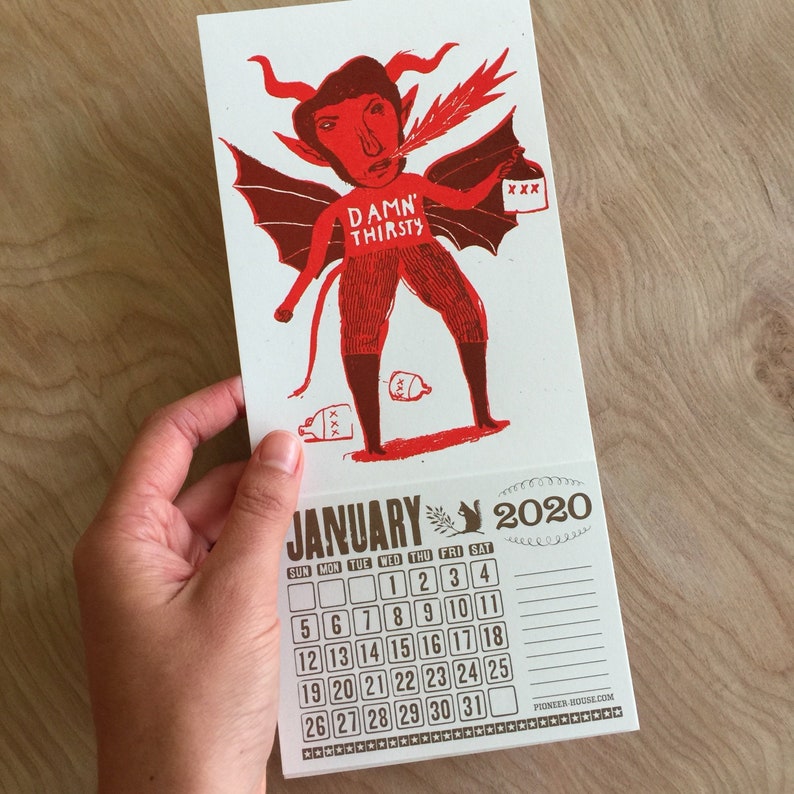 XXX
DAMN'
THIRSTY
XXX
XXX
JANUARY 2020
SUN MON TUE WED THU FRI SAT
1 2 3 4
5 6 7 8 9 10 11
12 13 14 15 16 17 18
19 20 21 22 23 24 25
26 27 28 29 30 31
PIONEER-HOUSE.COM